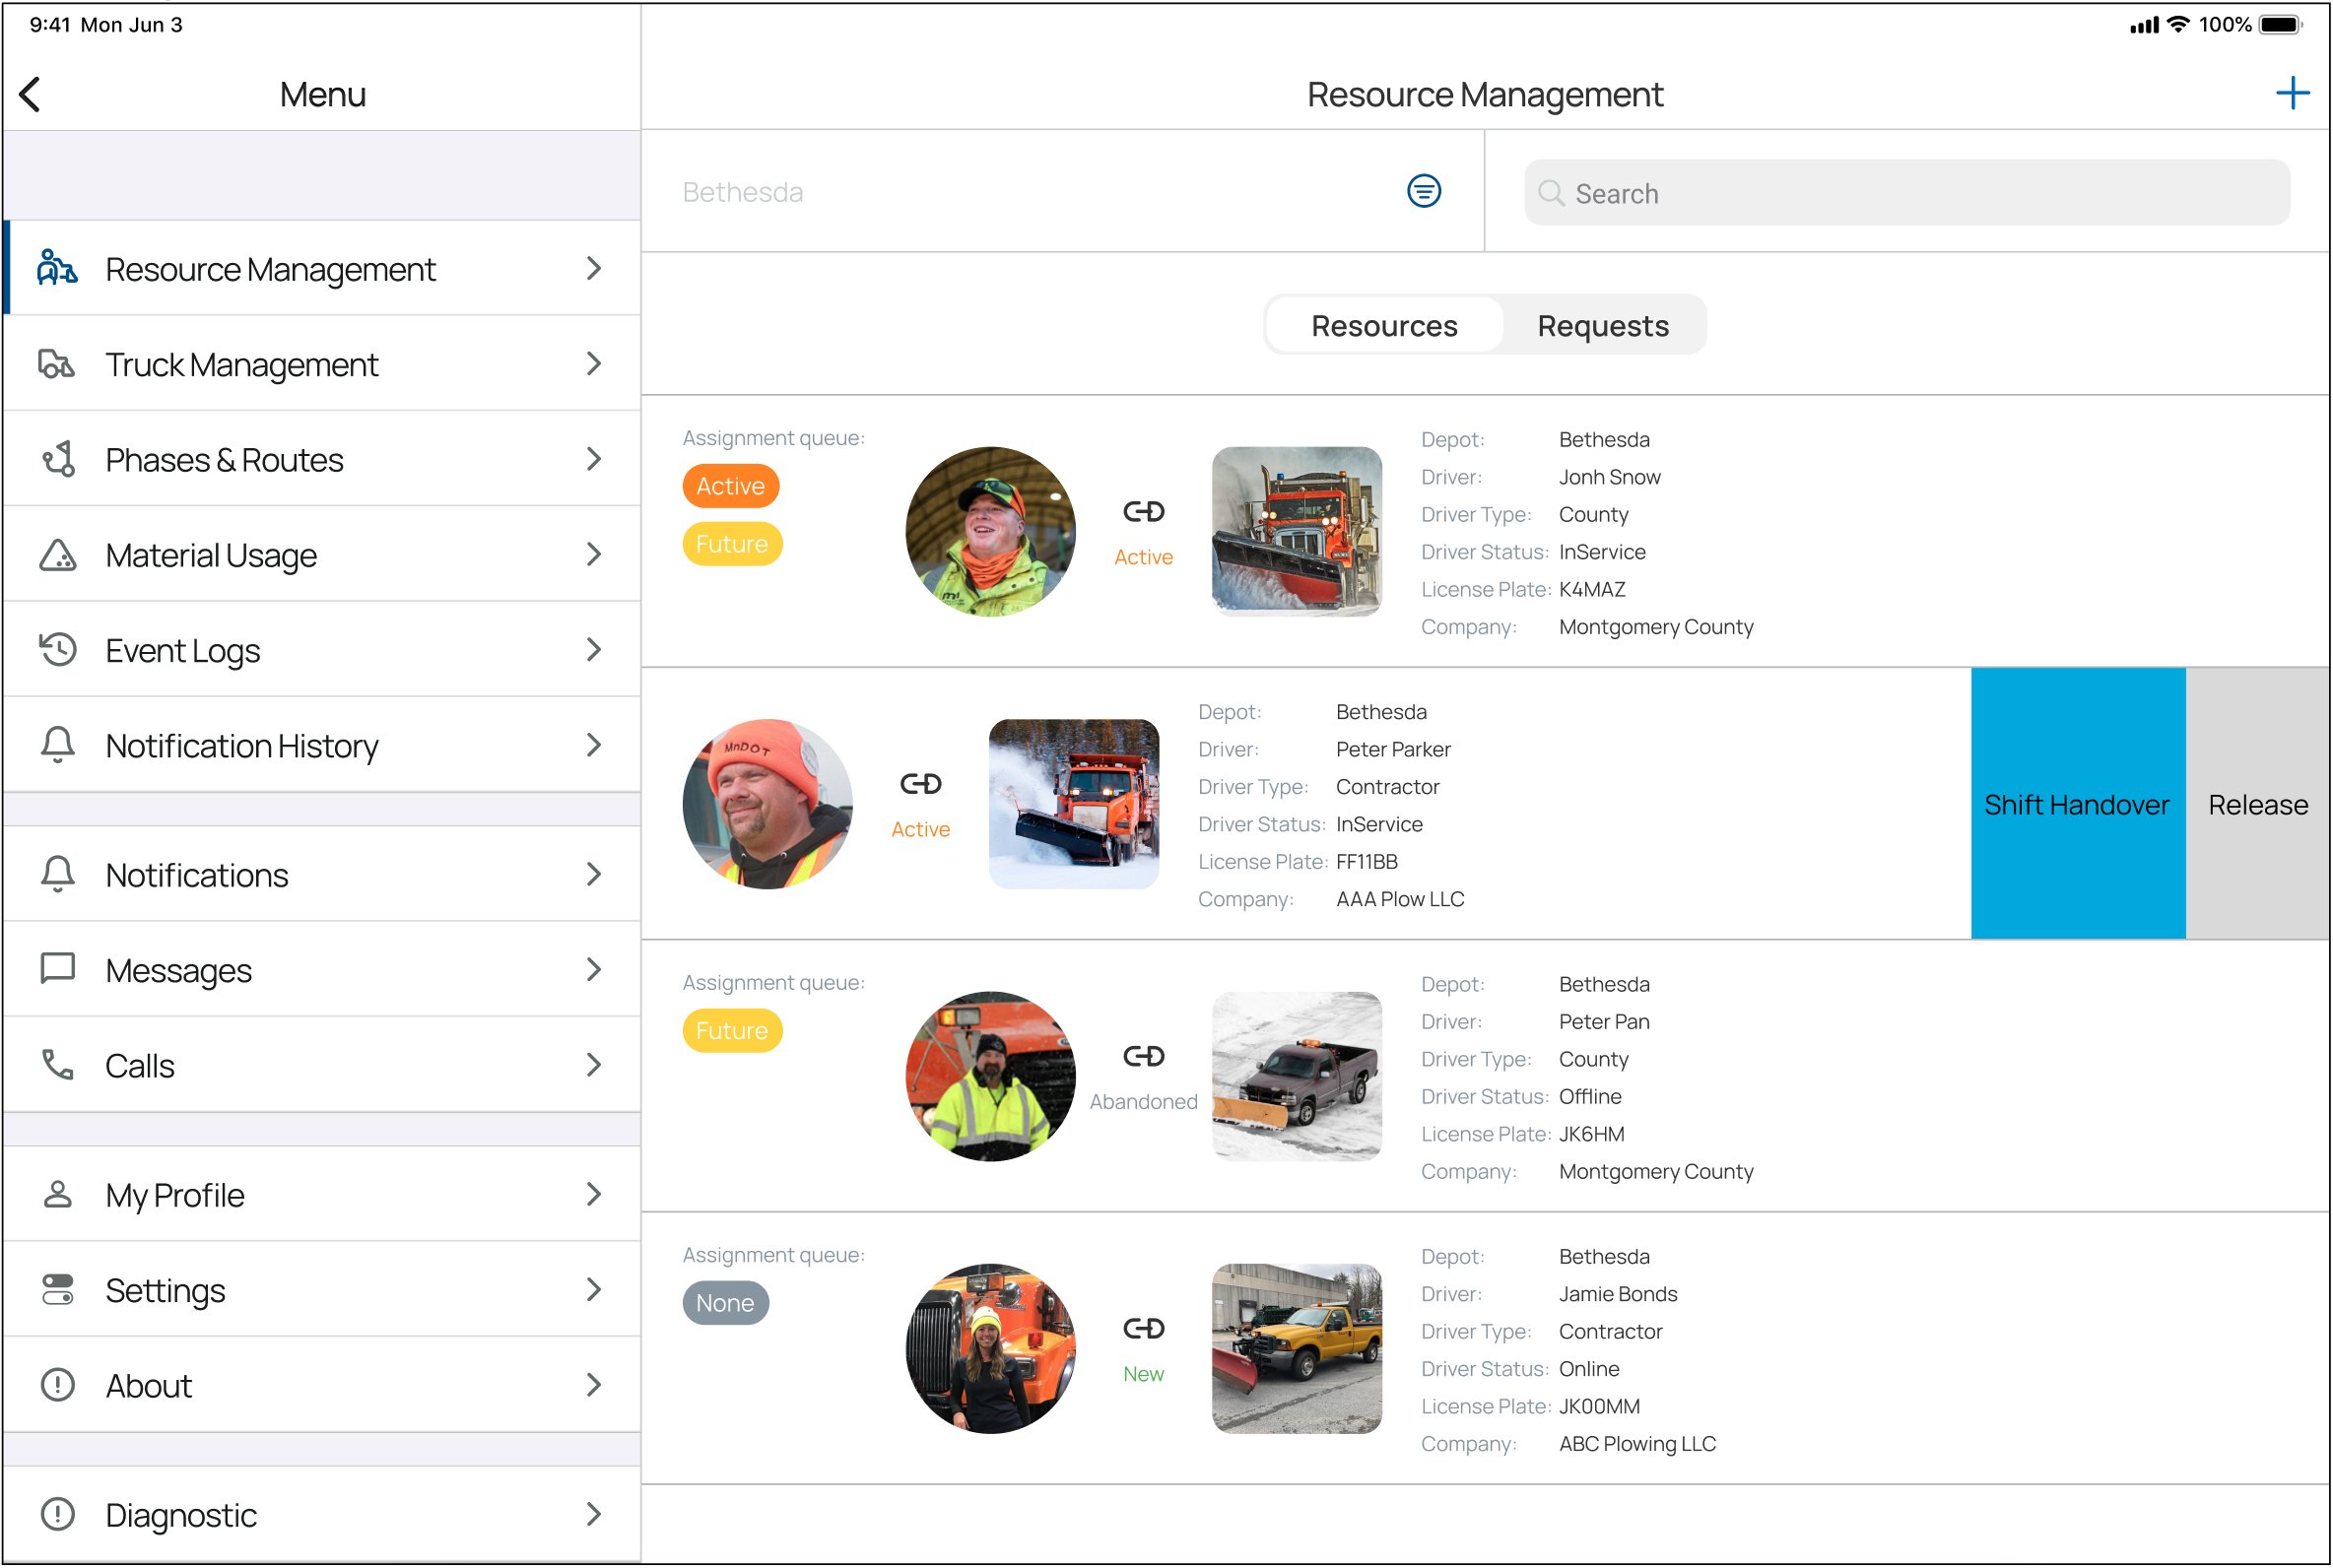 9:41 Mon Jun 3
100%
Menu
Resource Management
Resource Management
Truck Management
Phases & Routes
Material Usage
Event Logs
Notification History
Notifications
Messages
Calls
My Profile
Settings
About
Diagnostic
Bethesda
Search
Resources
Requests
Assignment queue:
Active
Future
Active
Depot: Bethesda
Driver: Jonh Snow
Driver Type: County
Driver Status: InService
License Plate: K4MAZ
Company: Montgomery County
MnDOT
Active
Depot: Bethesda
Driver: Peter Parker
Driver Type: Contractor
Driver Status: InService
License Plate: FF11BB
Company: AAA Plow LLC
Shift Handover
Release
Assignment queue:
Future
Abandoned
Depot: Bethesda
Driver: Peter Pan
Driver Type: County
Driver Status: Offline
License Plate: JK6HM
Company: Montgomery County
Assignment queue:
None
New
Depot: Bethesda
Driver: Jamie Bonds
Driver Type: Contractor
Driver Status: Online
License Plate: JK00MM
Company: ABC Plowing LLC